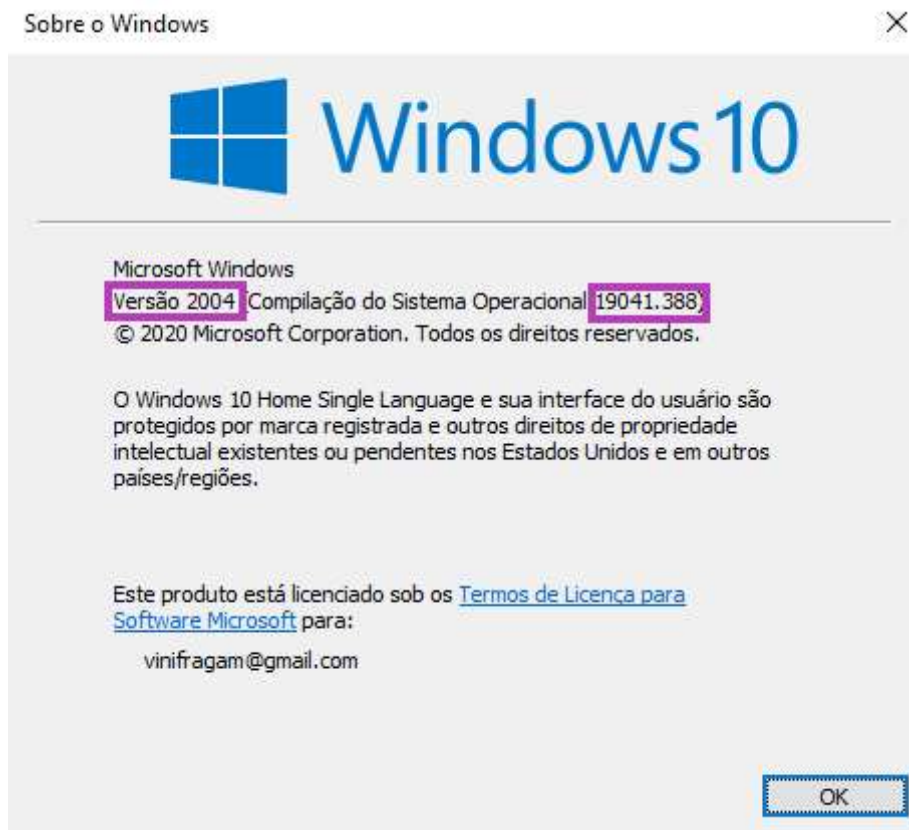 Sobre o Windows
Windows 10
Microsoft Windows
Versão 2004 (Compilação do Sistema Operacional 19041.388)
© 2020 Microsoft Corporation. Todos os direitos reservados.
O Windows 10 Home Single Language e sua interface do usuário são
protegidos por marca registrada e outros direitos de propriedade
intelectual existentes ou pendentes nos Estados Unidos e em outros
países/regiões.
Este produto está licenciado sob os Termos de Licença para
Software Microsoft para:
vinifragam@gmail.com
OK